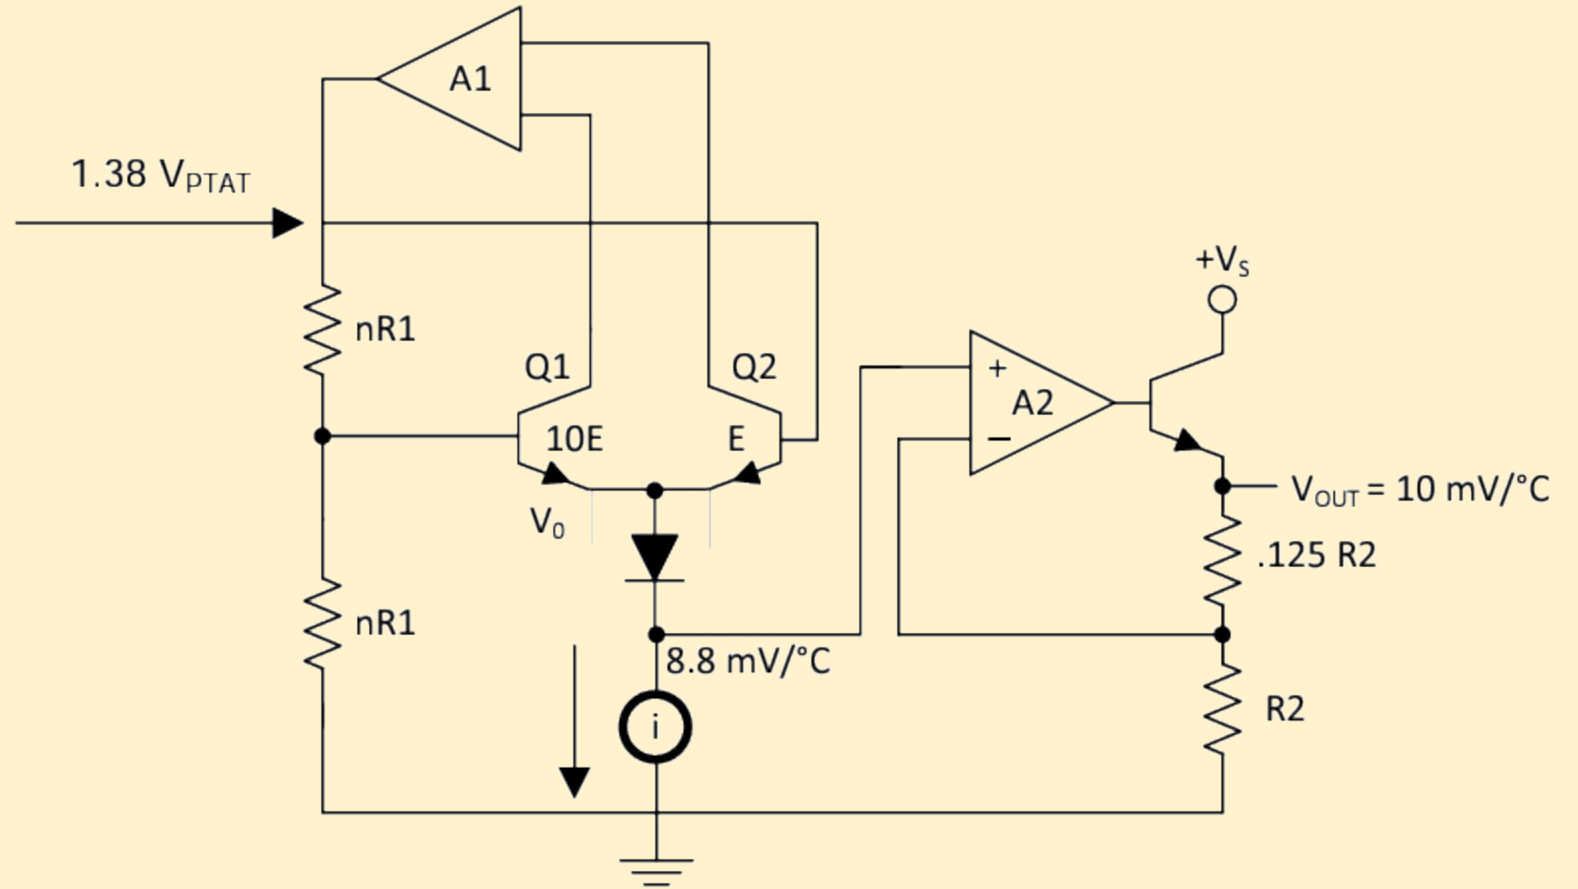 A1
1.38 V_PTAT
nR1
Q1
Q2
+V_S
10E
E
+
A2
−
V_OUT = 10 mV/°C
V_0
.125 R2
nR1
8.8 mV/°C
i
R2